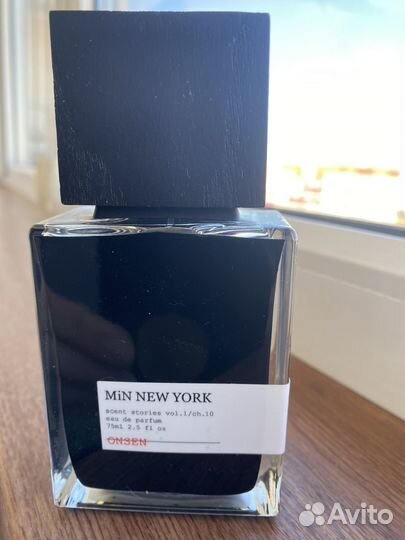 MiN NEW YORK
scent stories vol.1/ch.10
eau de parfum
75ml 2.5 fl oz
ONSEN
Avito